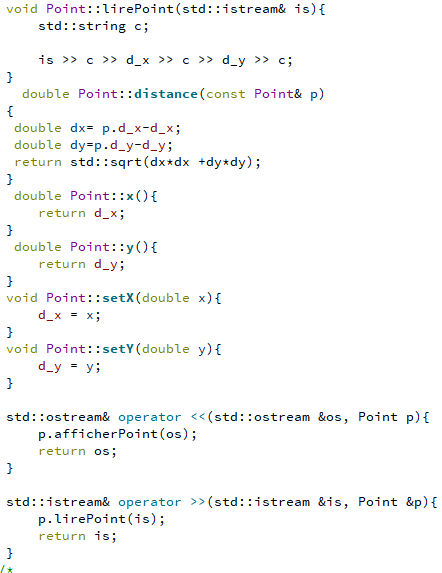 void Point::lirePoint(std::istream& is){
    std::string c;

    is >> c >> d_x >> c >> d_y >> c;
}
  double Point::distance(const Point& p)
{
 double dx= p.d_x-d_x;
 double dy=p.d_y-d_y;
 return std::sqrt(dx*dx +dy*dy);
}
 double Point::x(){
    return d_x;
}
 double Point::y(){
    return d_y;
}
void Point::setX(double x){
    d_x = x;
}
void Point::setY(double y){
    d_y = y;
}

std::ostream& operator <<(std::ostream &os, Point p){
    p.afficherPoint(os);
    return os;
}

std::istream& operator >>(std::istream &is, Point &p){
    p.lirePoint(is);
    return is;
}
/*